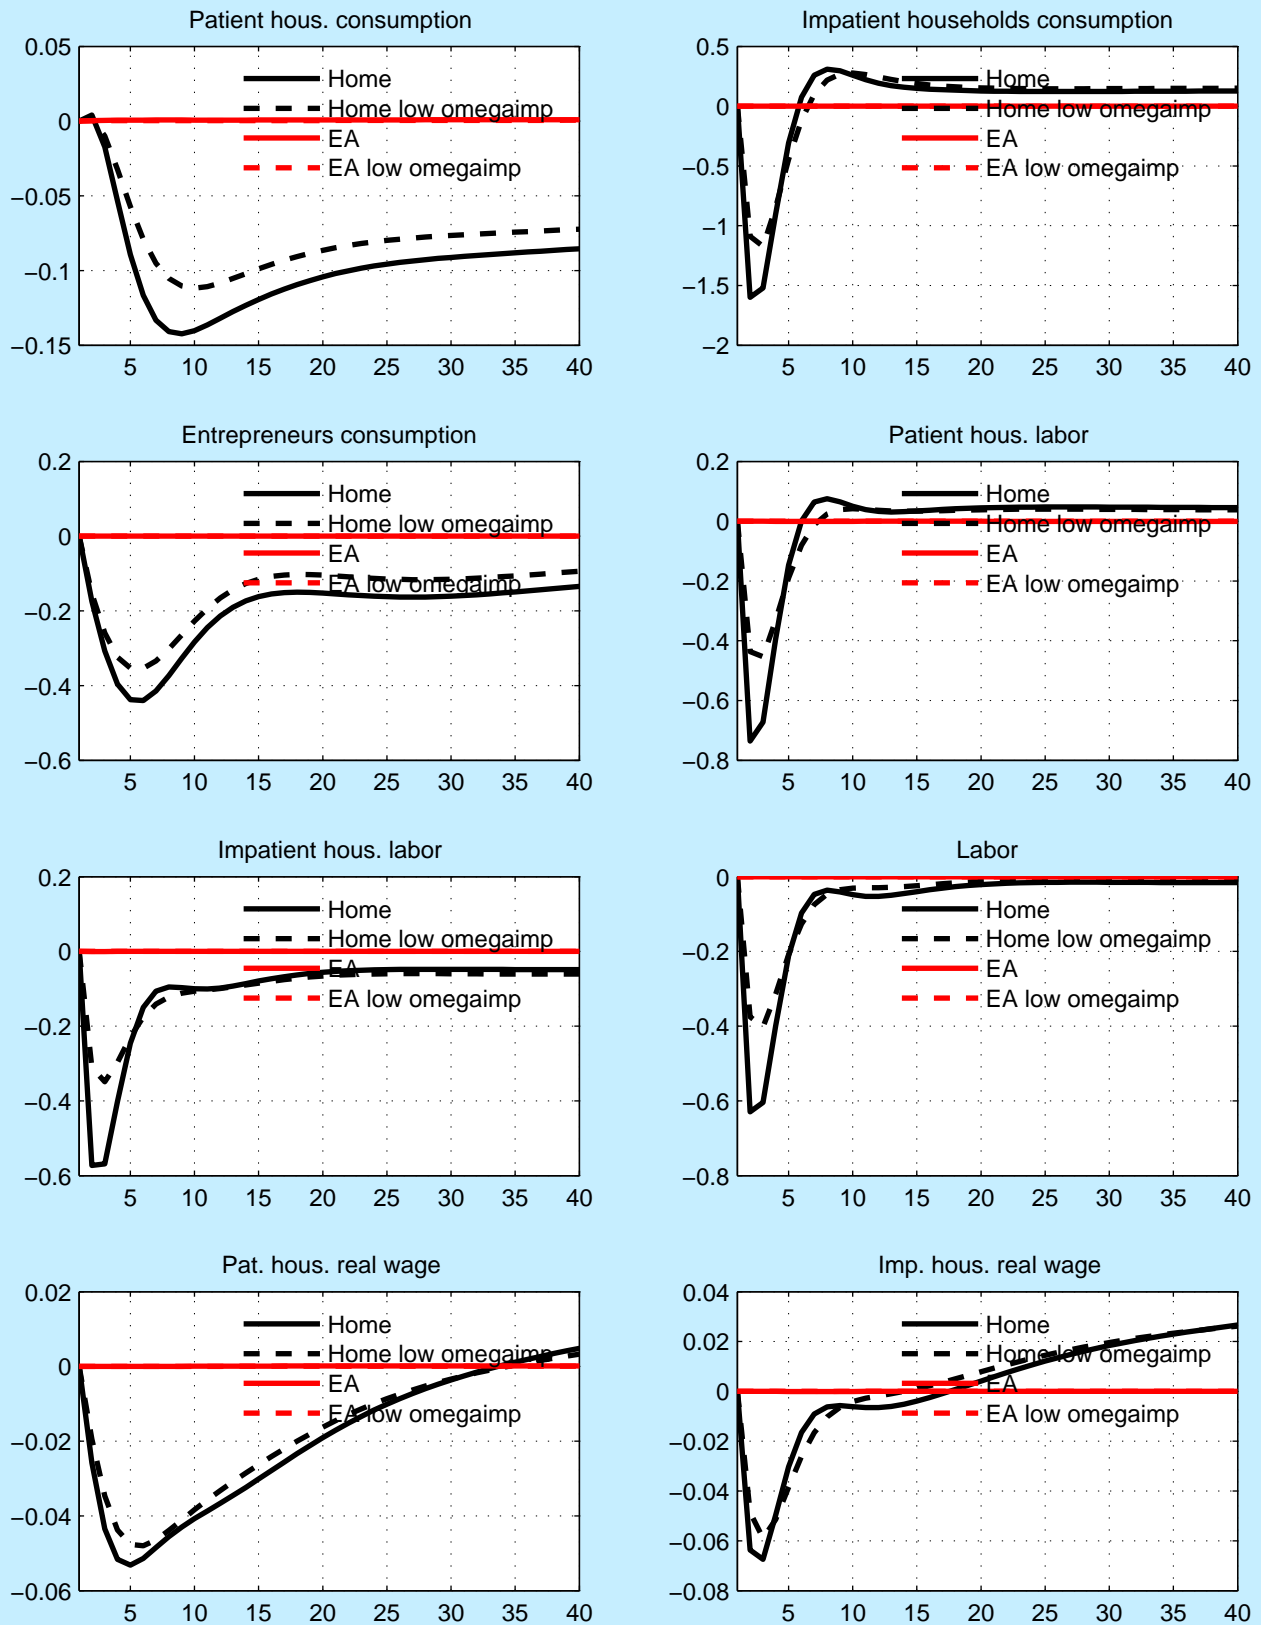 Patient hous. consumption
0.05
0
−0.05
−0.1
−0.15
5 10 15 20 25 30 35 40
Home
Home low omegaimp
EA
EA low omegaimp
Impatient households consumption
0.5
0
−0.5
−1
−1.5
−2
5 10 15 20 25 30 35 40
Home
Home low omegaimp
EA
EA low omegaimp
Entrepreneurs consumption
0.2
0
−0.2
−0.4
−0.6
5 10 15 20 25 30 35 40
Home
Home low omegaimp
EA
EA low omegaimp
Patient hous. labor
0.2
0
−0.2
−0.4
−0.6
−0.8
5 10 15 20 25 30 35 40
Home
Home low omegaimp
EA
EA low omegaimp
Impatient hous. labor
0.2
0
−0.2
−0.4
−0.6
5 10 15 20 25 30 35 40
Home
Home low omegaimp
EA
EA low omegaimp
Labor
0
−0.2
−0.4
−0.6
−0.8
5 10 15 20 25 30 35 40
Home
Home low omegaimp
EA
EA low omegaimp
Pat. hous. real wage
0.02
0
−0.02
−0.04
−0.06
5 10 15 20 25 30 35 40
Home
Home low omegaimp
EA
EA low omegaimp
Imp. hous. real wage
0.04
0.02
0
−0.02
−0.04
−0.06
−0.08
5 10 15 20 25 30 35 40
Home
Home low omegaimp
EA
EA low omegaimp